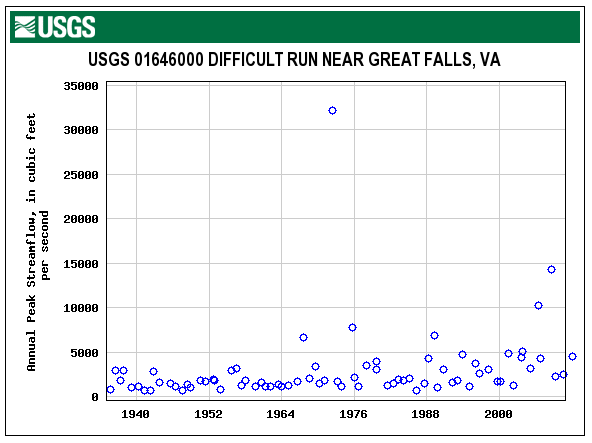 USGS
USGS 01646000 DIFFICULT RUN NEAR GREAT FALLS, VA
Annual Peak Streamflow, in cubic feet
per second
35000
30000
25000
20000
15000
10000
5000
0
1940 1952 1964 1976 1988 2000